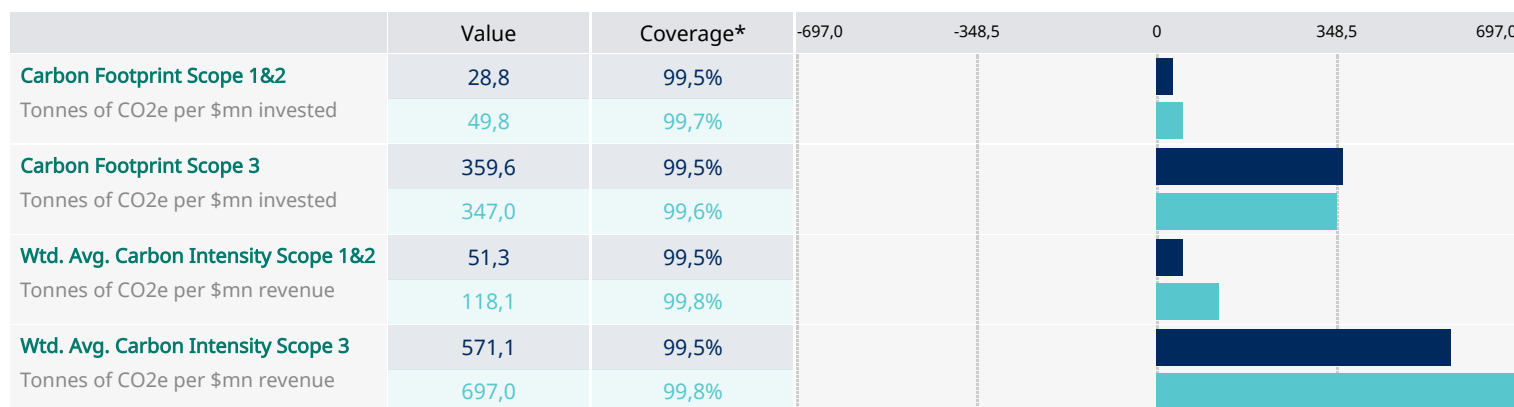 Value Coverage* -697,0 -348,5 0 348,5 697,0
Carbon Footprint Scope 1&2 28,8 99,5%
Tonnes of CO2e per $mn invested 49,8 99,7%
Carbon Footprint Scope 3 359,6 99,5%
Tonnes of CO2e per $mn invested 347,0 99,6%
Wtd. Avg. Carbon Intensity Scope 1&2 51,3 99,5%
Tonnes of CO2e per $mn revenue 118,1 99,8%
Wtd. Avg. Carbon Intensity Scope 3 571,1 99,5%
Tonnes of CO2e per $mn revenue 697,0 99,8%